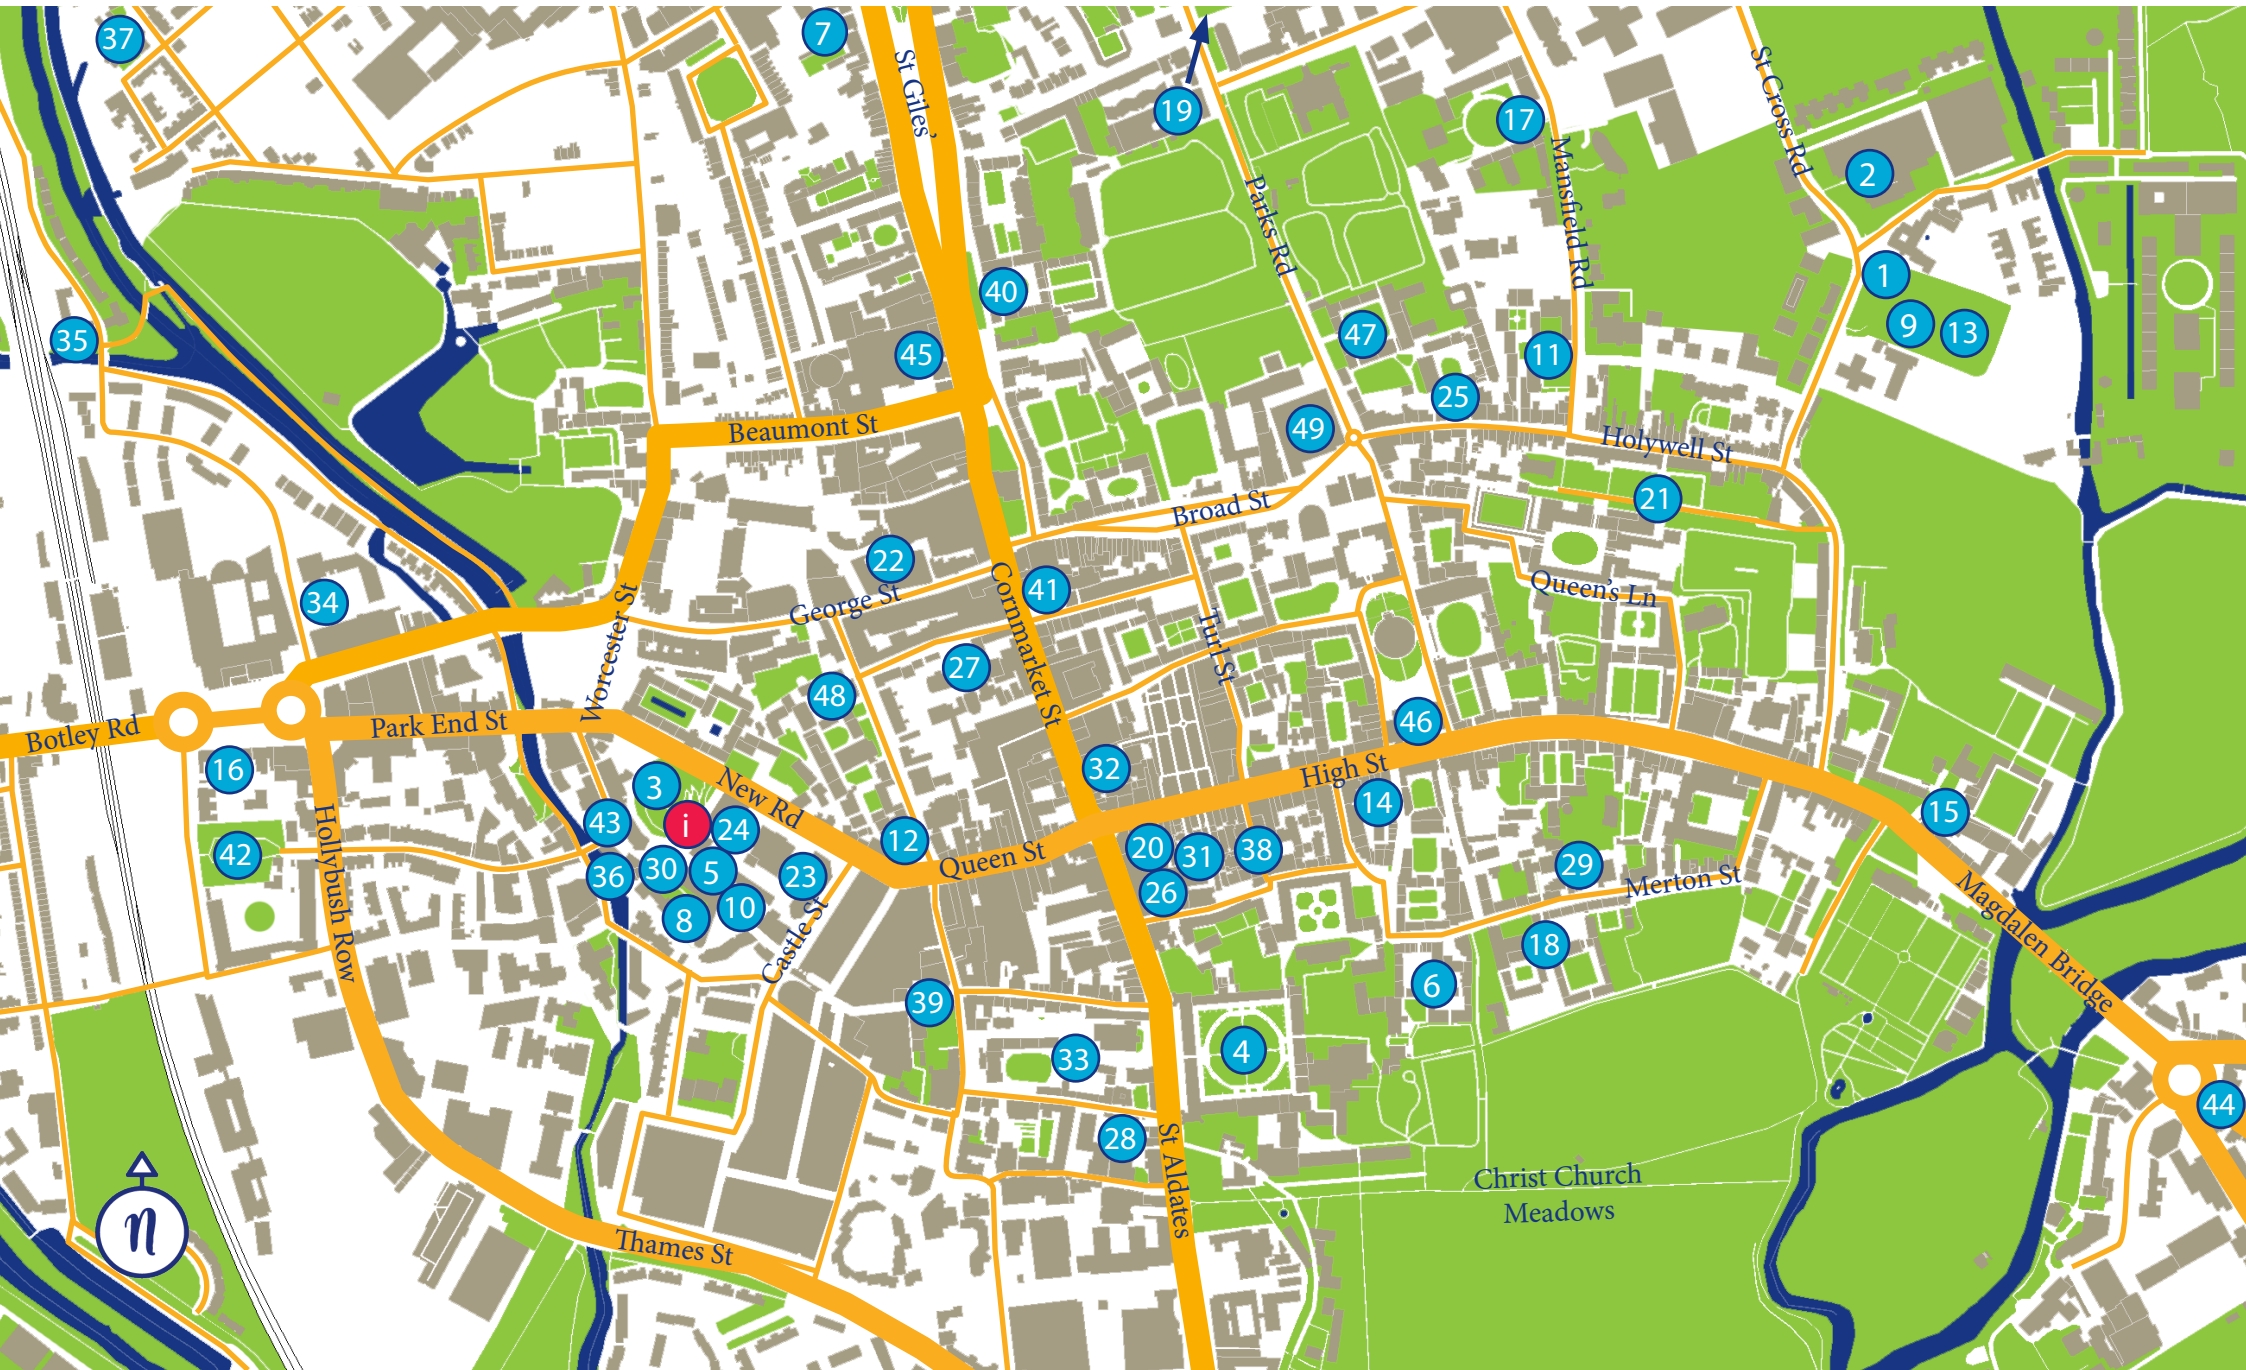 37
7
St Giles'
19
17
St Cross Rd
2
Mansfield Rd
Parks Rd
1
40
9
13
35
45
47
11
25
Beaumont St
49
Holywell St
21
Broad St
22
41
Queen's Ln
34
George St
Cornmarket St
Turl St
Worcester St
27
48
46
Botley Rd
Park End St
16
3
New Rd
32
High St
14
15
43
i
24
12
Queen St
20
31
38
42
Hollybush Row
36
30
5
23
26
29
Merton St
Magdalen Bridge
8
10
Castle St
18
6
39
33
4
44
28
St Aldates
Christ Church
Meadows
n
Thames St